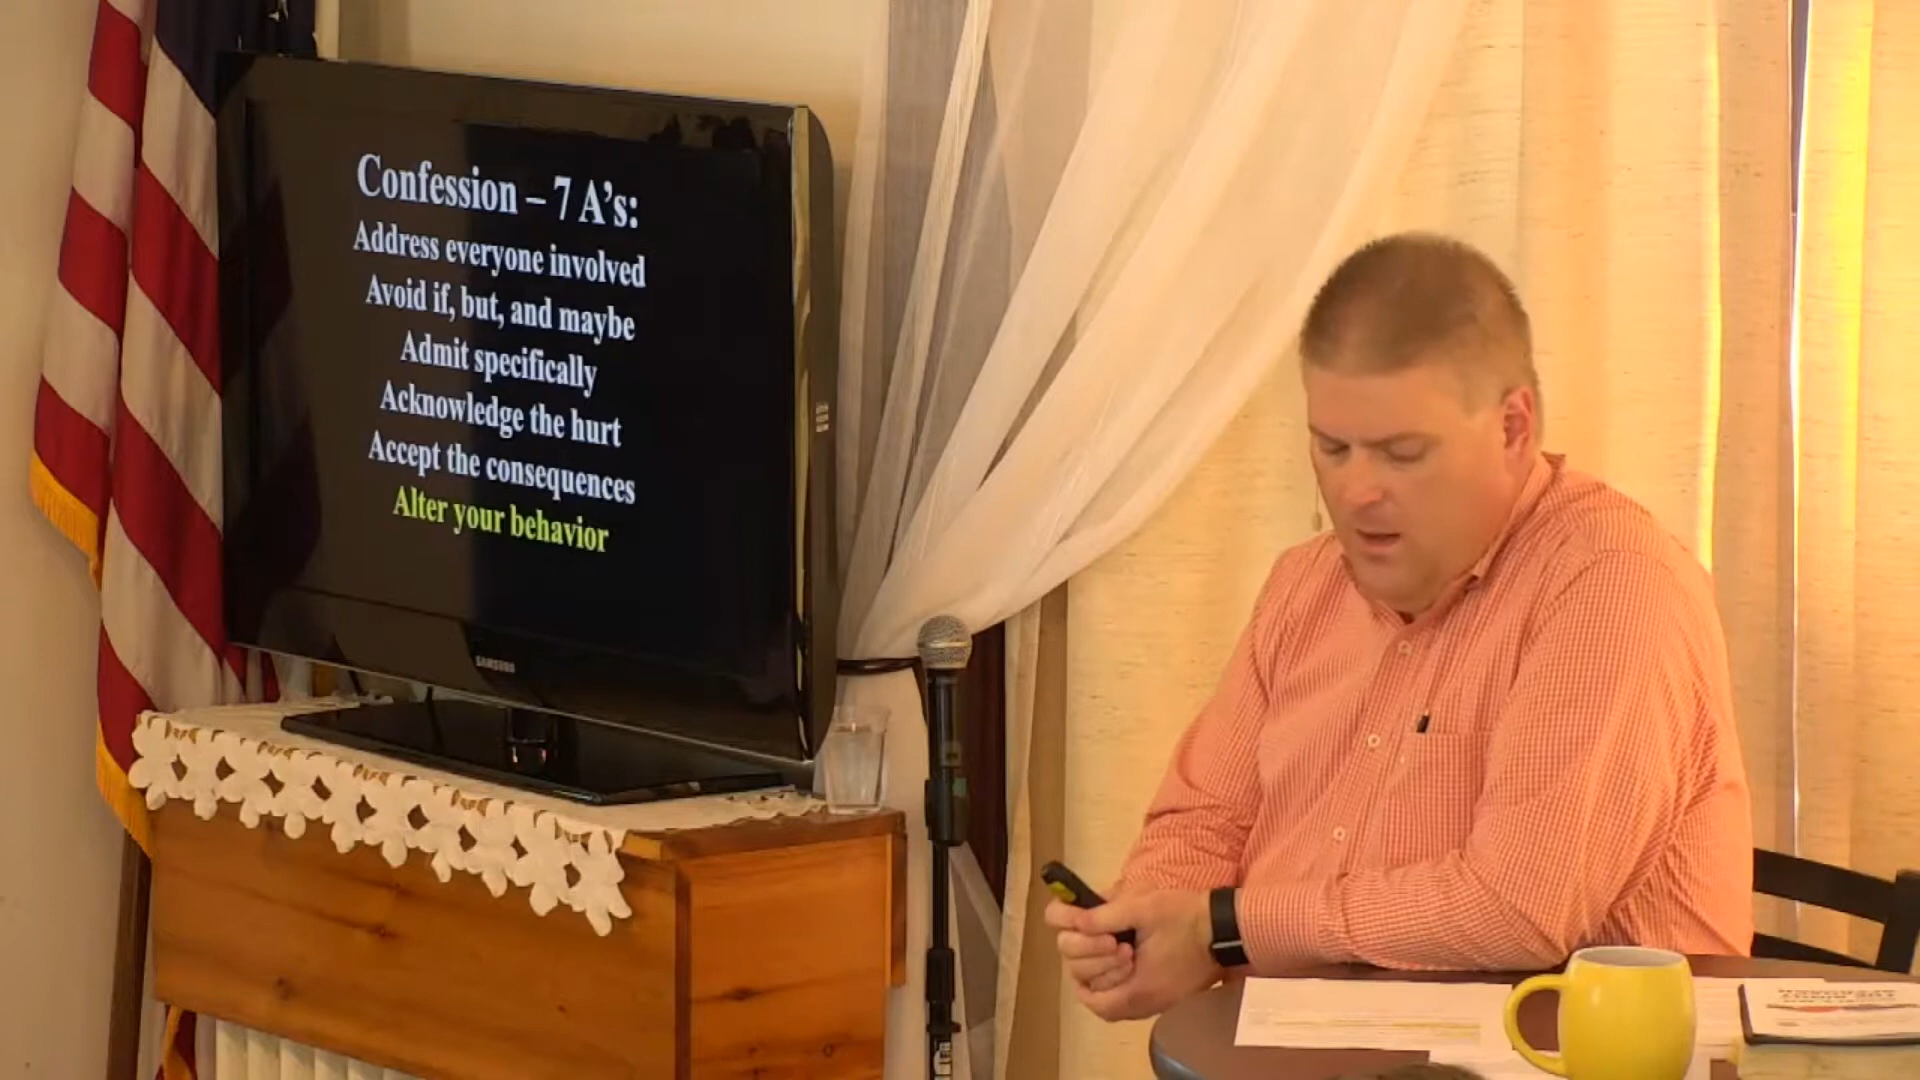 Confession – 7 A’s:
Address everyone involved
Avoid if, but, and maybe
Admit specifically
Acknowledge the hurt
Accept the consequences
Alter your behavior
SAMSUNG